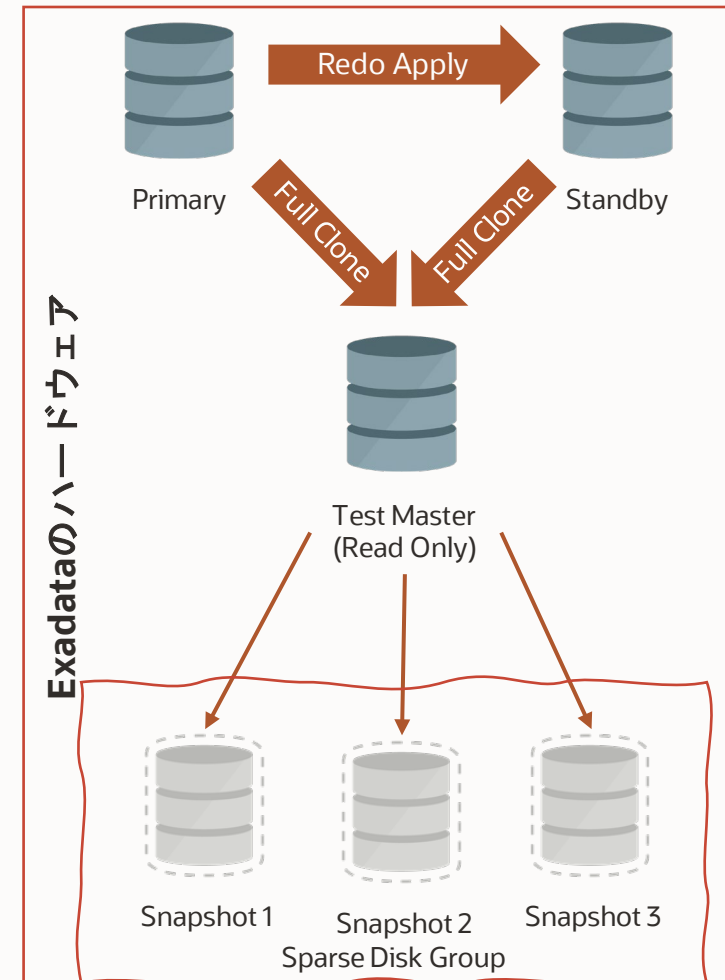 Redo Apply
Primary
Standby
Full Clone
Full Clone
Exadataのハードウェア
Test Master
(Read Only)
Snapshot 1
Snapshot 2
Snapshot 3
Sparse Disk Group